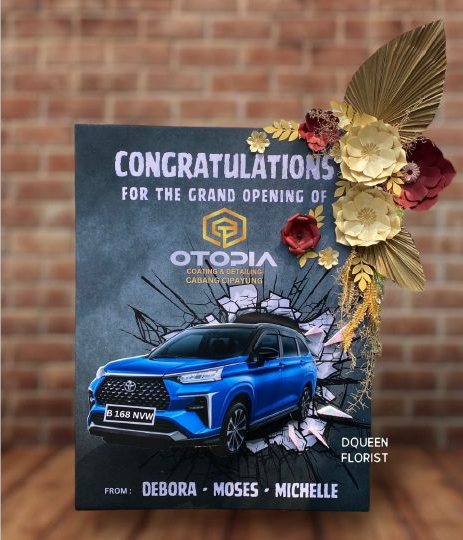 CONGRATULATIONS
FOR THE GRAND OPENING OF
OTOPIA
COATING & DETAILING
CABANG CIPAYUNG
B 168 NVW
DQUEEN
FLORIST
FROM : DEBORA - MOSES - MICHELLE